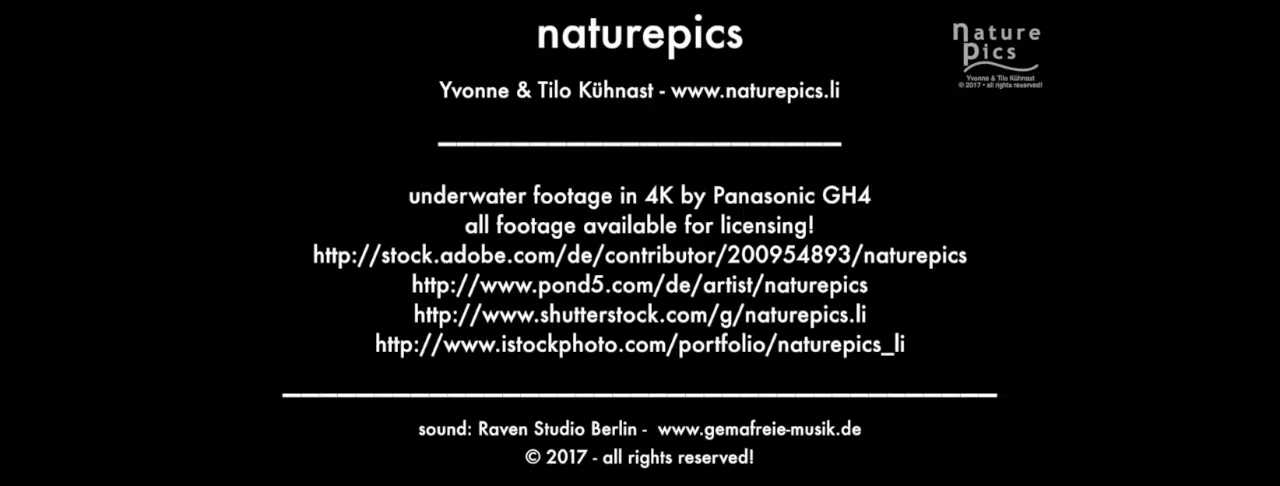 naturepics
Yvonne & Tilo Kühnast - www.naturepics.li
underwater footage in 4K by Panasonic GH4
all footage available for licensing!
http://stock.adobe.com/de/contributor/200954893/naturepics
http://www.pond5.com/de/artist/naturepics
http://www.shutterstock.com/g/naturepics.li
http://www.istockphoto.com/portfolio/naturepics_li
sound: Raven Studio Berlin - www.gemafreie-musik.de
© 2017 - all rights reserved!
nature
Pics
Yvonne & Tilo Kühnast
© 2017 • all rights reserved!